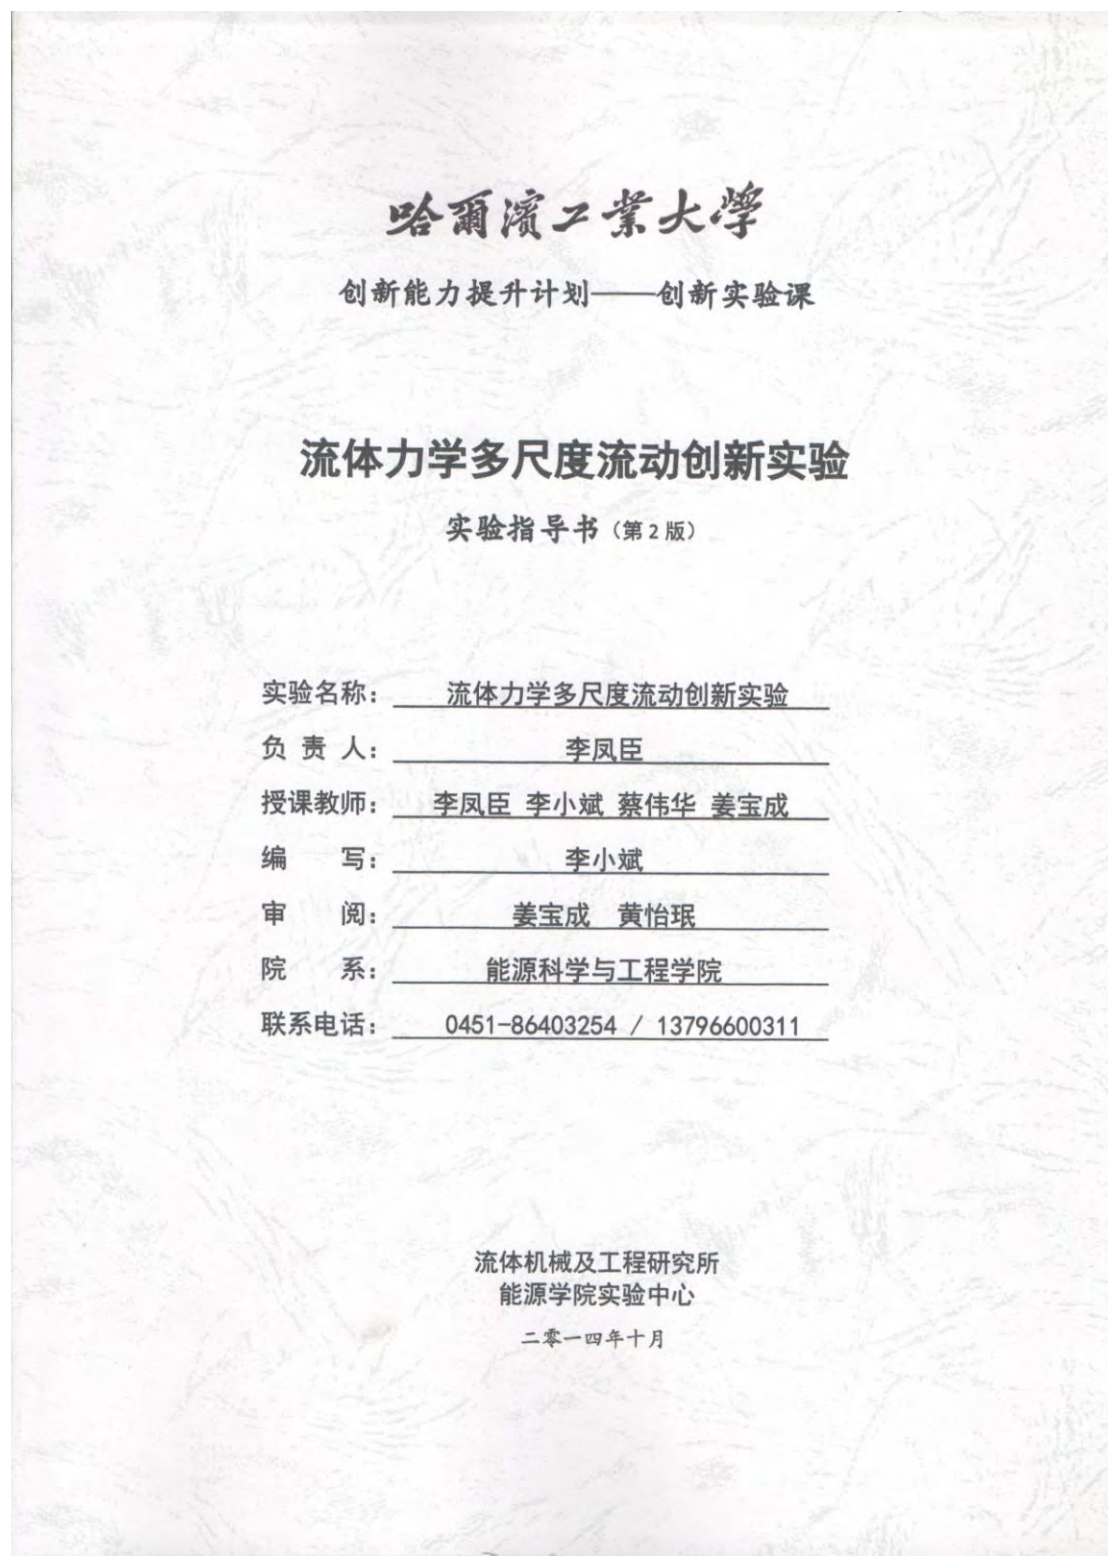 哈爾濱工業大學
创新能力提升计划——创新实验课
流体力学多尺度流动创新实验
实验指导书（第2版）
实验名称： 流体力学多尺度流动创新实验
负 责 人： 李凤臣
授课教师： 李凤臣 李小斌 蔡伟华 姜宝成
编 写： 李小斌
审 阅： 姜宝成 黄怡珉
院 系： 能源科学与工程学院
联系电话： 0451-86403254 / 13796600311
流体机械及工程研究所
能源学院实验中心
二零一四年十月